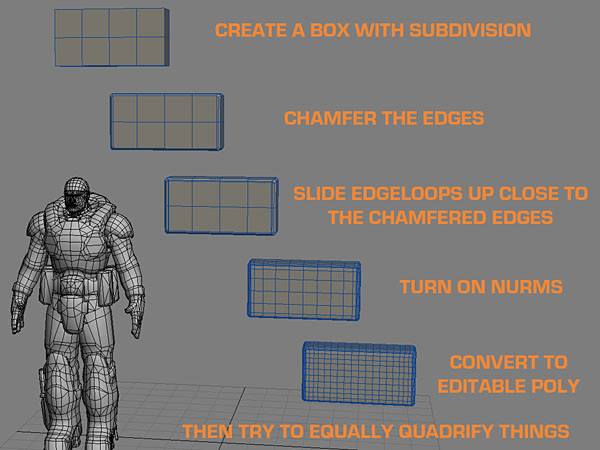 CREATE A BOX WITH SUBDIVISION
CHAMFER THE EDGES
SLIDE EDGELOOPS UP CLOSE TO
THE CHAMFERED EDGES
TURN ON NURMS
CONVERT TO
EDITABLE POLY
THEN TRY TO EQUALLY QUADRIFY THINGS